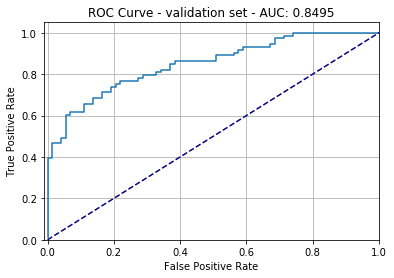 ROC Curve - validation set - AUC: 0.8495
1.0
0.8
0.6
0.4
0.2
0.0
True Positive Rate
0.0 0.2 0.4 0.6 0.8 1.0
False Positive Rate